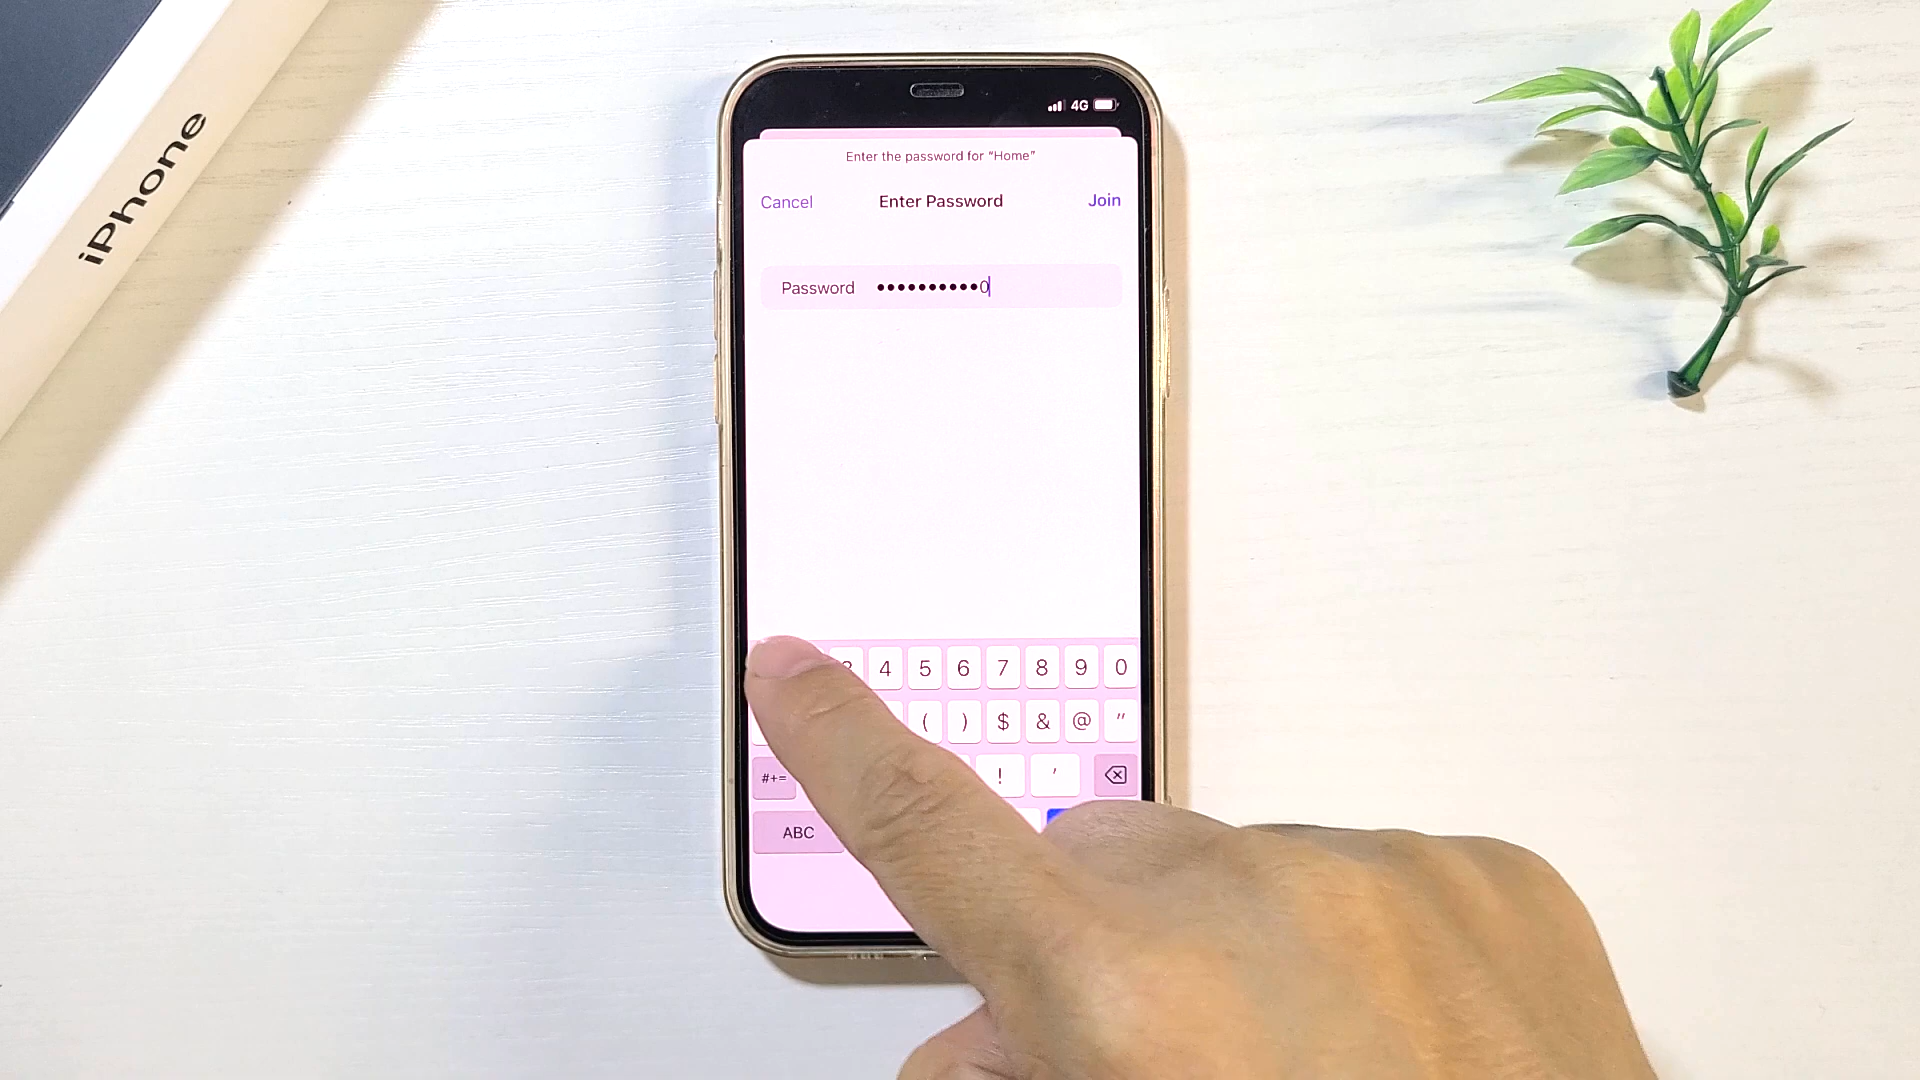 iPhone
4G
Enter the password for “Home”
Cancel Enter Password Join
Password ••••••••••0
3 4 5 6 7 8 9 0
( ) $ & @ "
#+= ! '
ABC